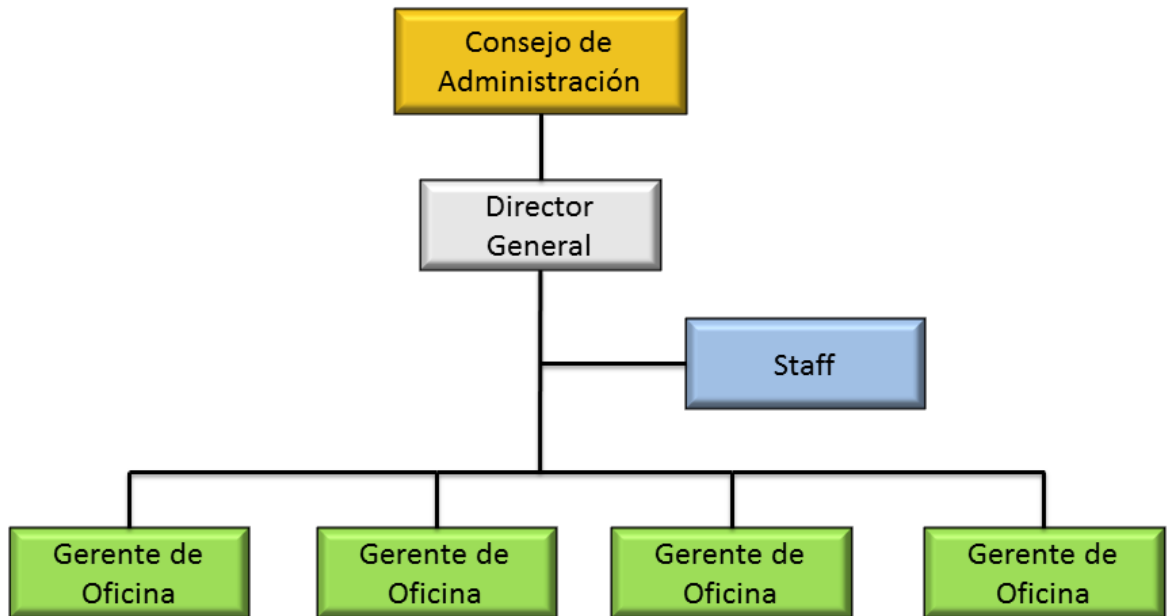 Consejo de
Administración
Director
General
Staff
Gerente de
Oficina
Gerente de
Oficina
Gerente de
Oficina
Gerente de
Oficina